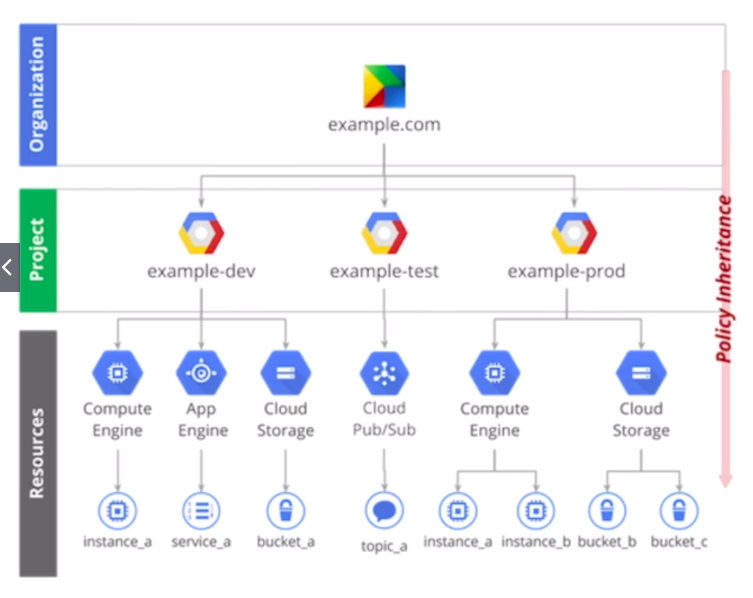 Organization
example.com
Project
example-dev
example-test
example-prod
Policy Inheritance
Resources
Compute
Engine
App
Engine
Cloud
Storage
Cloud
Pub/Sub
Compute
Engine
Cloud
Storage
instance_a
service_a
bucket_a
topic_a
instance_a
instance_b
bucket_b
bucket_c